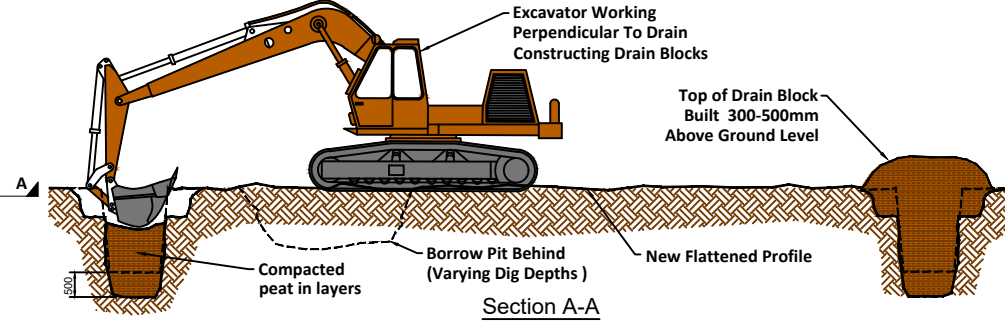 Excavator Working
Perpendicular To Drain
Constructing Drain Blocks
Top of Drain Block
Built 300-500mm
Above Ground Level
A
Borrow Pit Behind
(Varying Dig Depths )
New Flattened Profile
Compacted
peat in layers
500
Section A-A